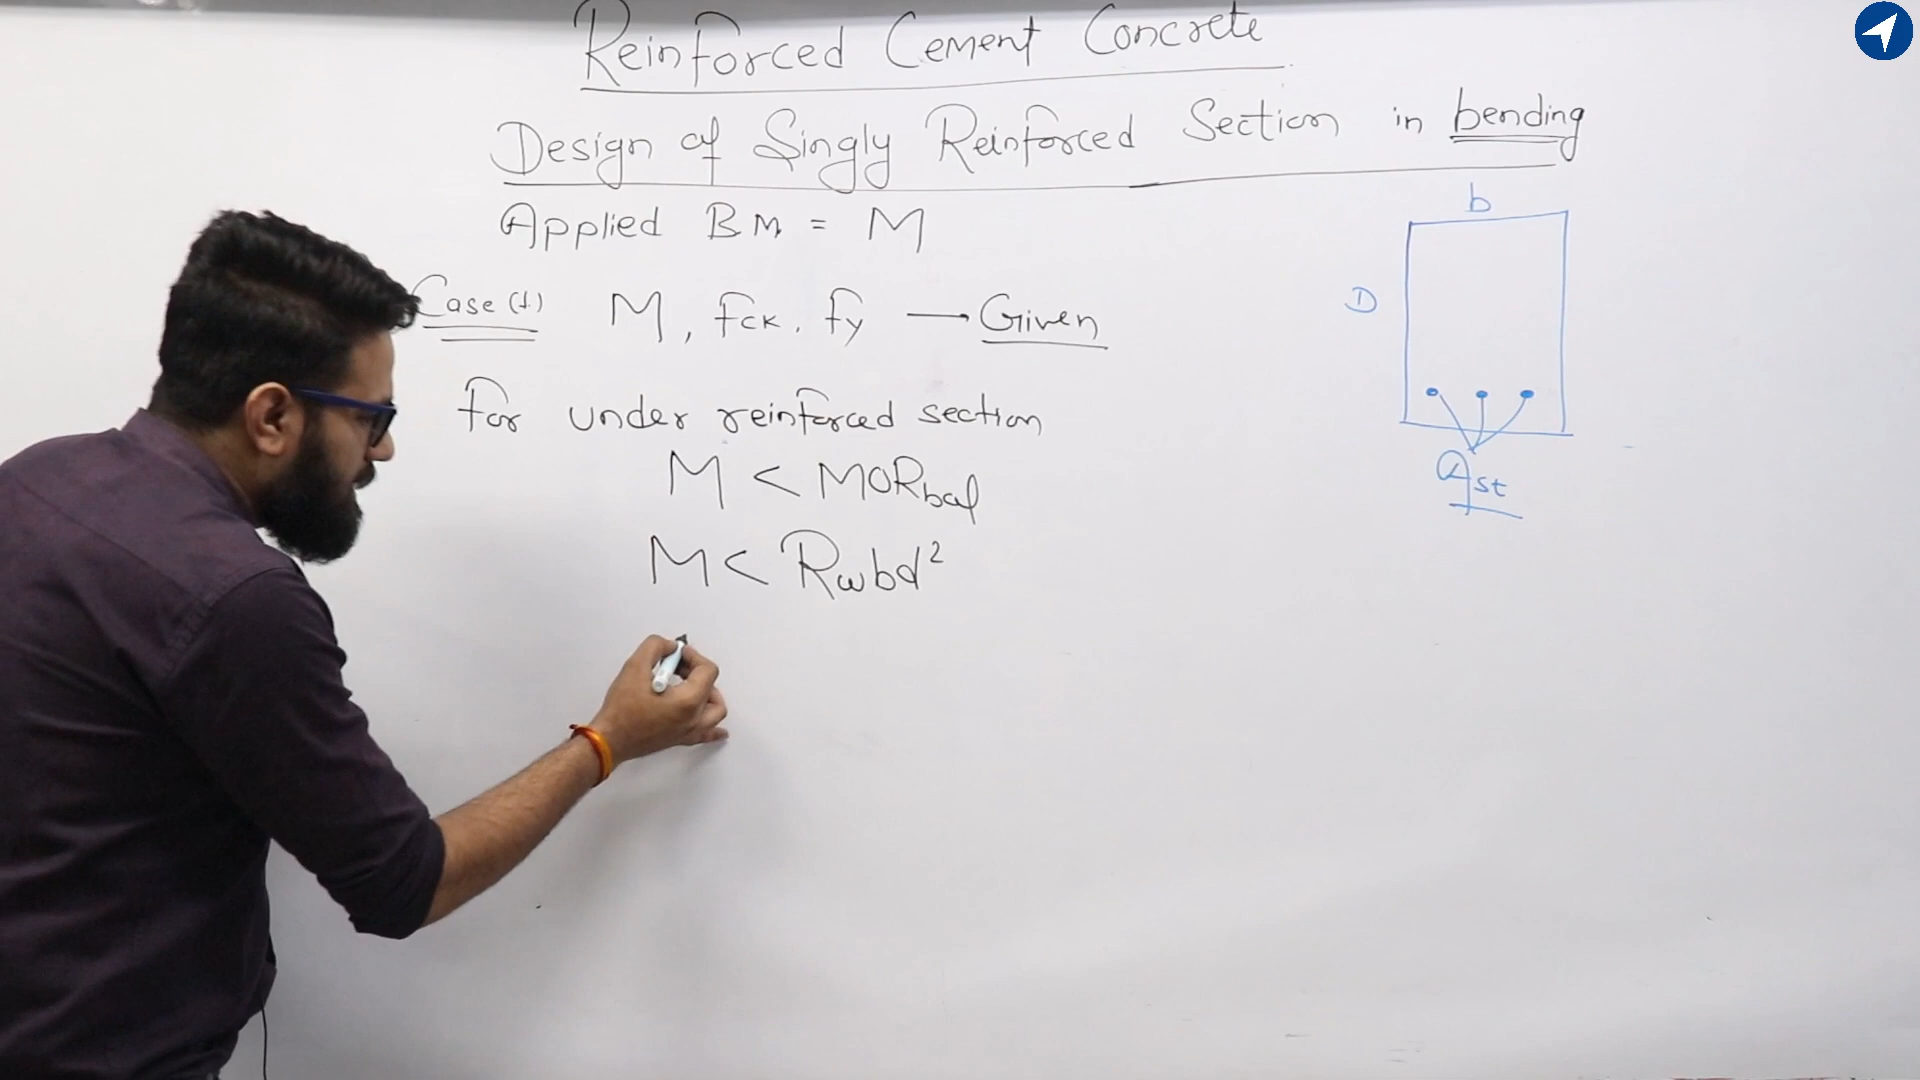 Reinforced Cement Concrete
Design of Singly Reinforced Section in bending
Applied BM = M
Case (1) M, fck, fy → Given
for under reinforced section
M < MORbal
M < Rwbd²
b
D
Ast